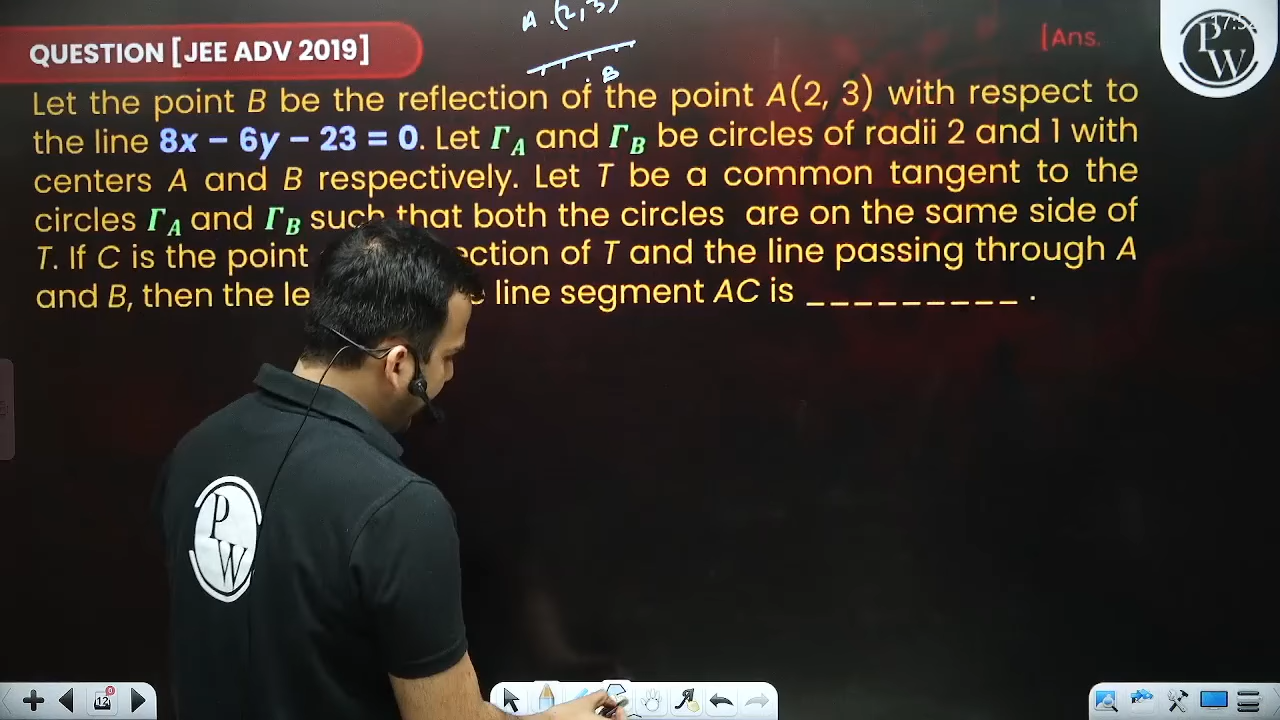 A . (2, 3)
QUESTION [JEE ADV 2019]
[Ans.
B
Let the point B be the reflection of the point A(2, 3) with respect to
the line 8x – 6y – 23 = 0. Let Γ_A and Γ_B be circles of radii 2 and 1 with
centers A and B respectively. Let T be a common tangent to the
circles Γ_A and Γ_B such that both the circles are on the same side of
T. If C is the point ection of T and the line passing through A
and B, then the le line segment AC is _________ .
PW
PW
12